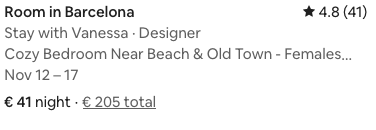 Room in Barcelona ★ 4.8 (41)
Stay with Vanessa · Designer
Cozy Bedroom Near Beach & Old Town - Females...
Nov 12 – 17
€ 41 night · € 205 total